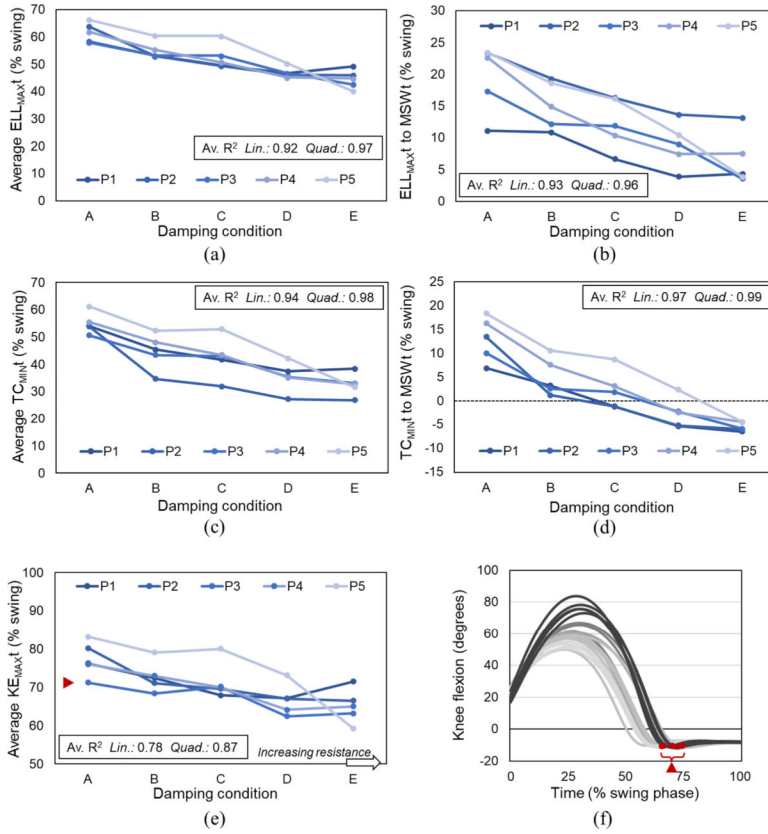 (a)
Average ELL_MAXt (% swing)
70
60
50
40
30
20
10
0
Av. R² Lin.: 0.92 Quad.: 0.97
P1 P2 P3 P4 P5
A B C D E
Damping condition
(b)
ELL_MAXt to MSWt (% swing)
30
25
20
15
10
5
0
P1
P2
P3
P4
P5
Av. R² Lin.: 0.93 Quad.: 0.96
A B C D E
Damping condition
(c)
Average TC_MINt (% swing)
70
60
50
40
30
20
10
0
Av. R² Lin.: 0.94 Quad.: 0.98
P1 P2 P3 P4 P5
A B C D E
Damping condition
(d)
TC_MINt to MSWt (% swing)
25
20
15
10
5
0
-5
-10
-15
Av. R² Lin.: 0.97 Quad.: 0.99
P1 P2 P3 P4 P5
A B C D E
Damping condition
(e)
Average KE_MAXt (% swing)
100
90
80
70
60
50
P1 P2 P3 P4 P5
Av. R² Lin.: 0.78 Quad.: 0.87
Increasing resistance
A B C D E
Damping condition
(f)
Knee flexion (degrees)
100
80
60
40
20
0
-20
0 25 50 75 100
Time (% swing phase)